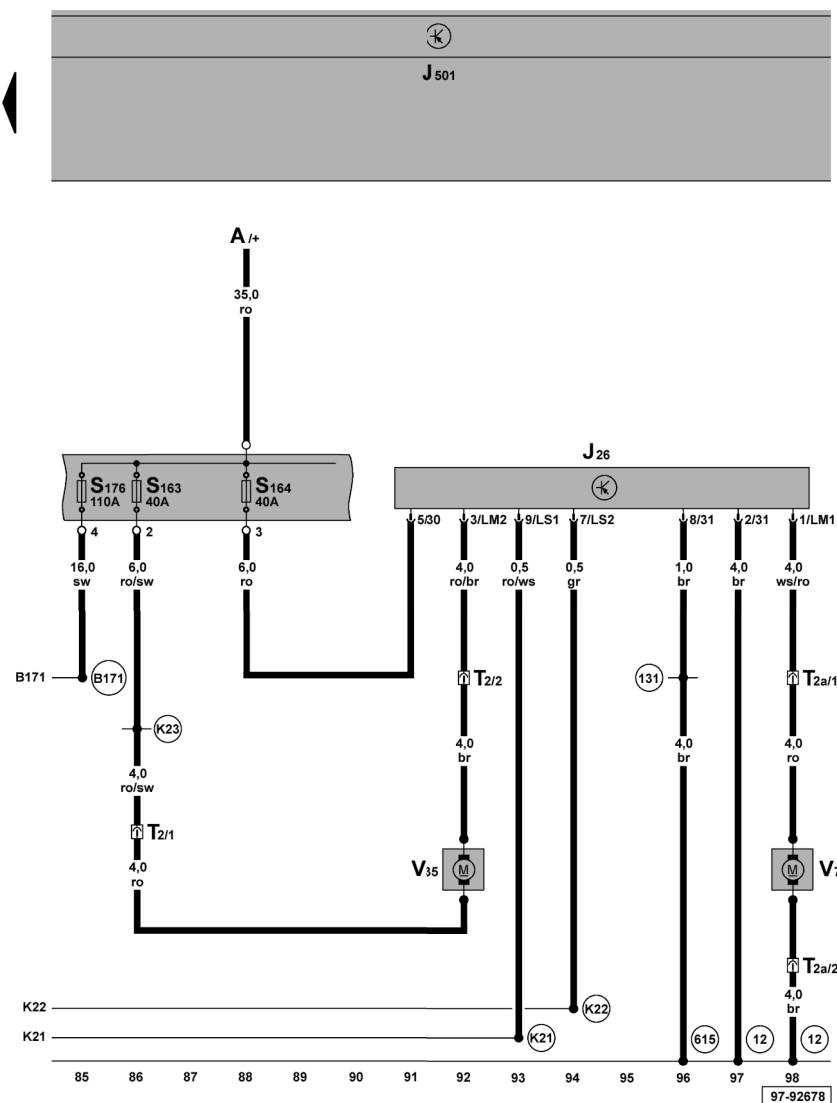 J 501
A /+
35,0
ro
J 26
S176
110A
S163
40A
S164
40A
4
2
3
5/30
3/LM2
9/LS1
7/LS2
8/31
2/31
1/LM1
16,0
sw
6,0
ro/sw
6,0
ro
4,0
ro/br
0,5
ro/ws
0,5
gr
1,0
br
4,0
br
4,0
ws/ro
B171
B171
T2/2
131
T2a/1
K23
4,0
br
4,0
br
4,0
ro
4,0
ro/sw
T2/1
4,0
ro
V35
M
M
V7
T2a/2
4,0
br
K22
K22
K21
K21
615
12
12
85 86 87 88 89 90 91 92 93 94 95 96 97 98
97-92678